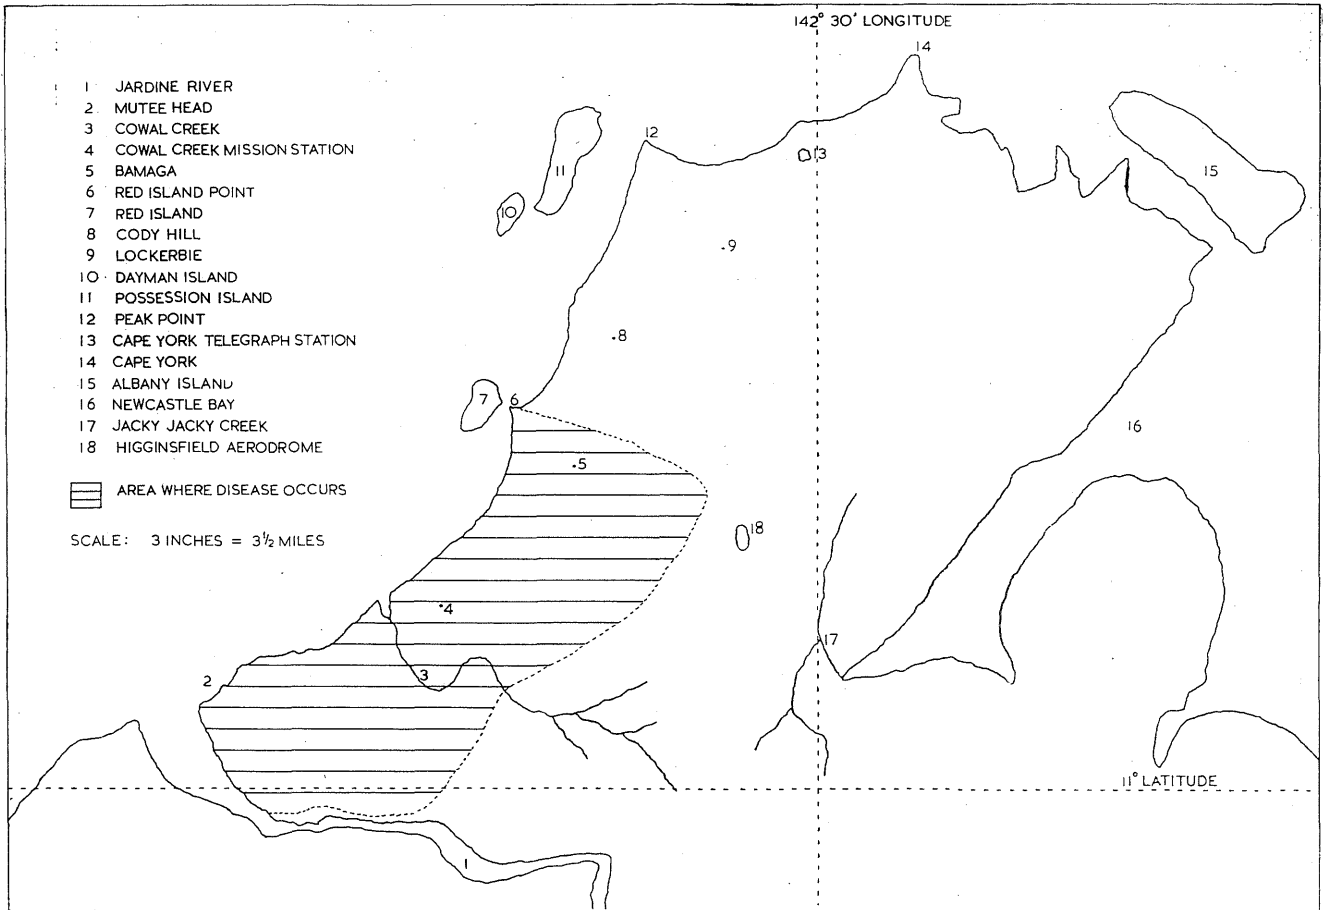 142° 30' LONGITUDE
1 JARDINE RIVER
2 MUTEE HEAD
3 COWAL CREEK
4 COWAL CREEK MISSION STATION
5 BAMAGA
6 RED ISLAND POINT
7 RED ISLAND
8 CODY HILL
9 LOCKERBIE
10 DAYMAN ISLAND
11 POSSESSION ISLAND
12 PEAK POINT
13 CAPE YORK TELEGRAPH STATION
14 CAPE YORK
15 ALBANY ISLAND
16 NEWCASTLE BAY
17 JACKY JACKY CREEK
18 HIGGINSFIELD AERODROME
AREA WHERE DISEASE OCCURS
SCALE: 3 INCHES = 3½ MILES
14
12
13
11
15
10
9
8
7
6
16
5
18
4
17
3
2
11° LATITUDE
1